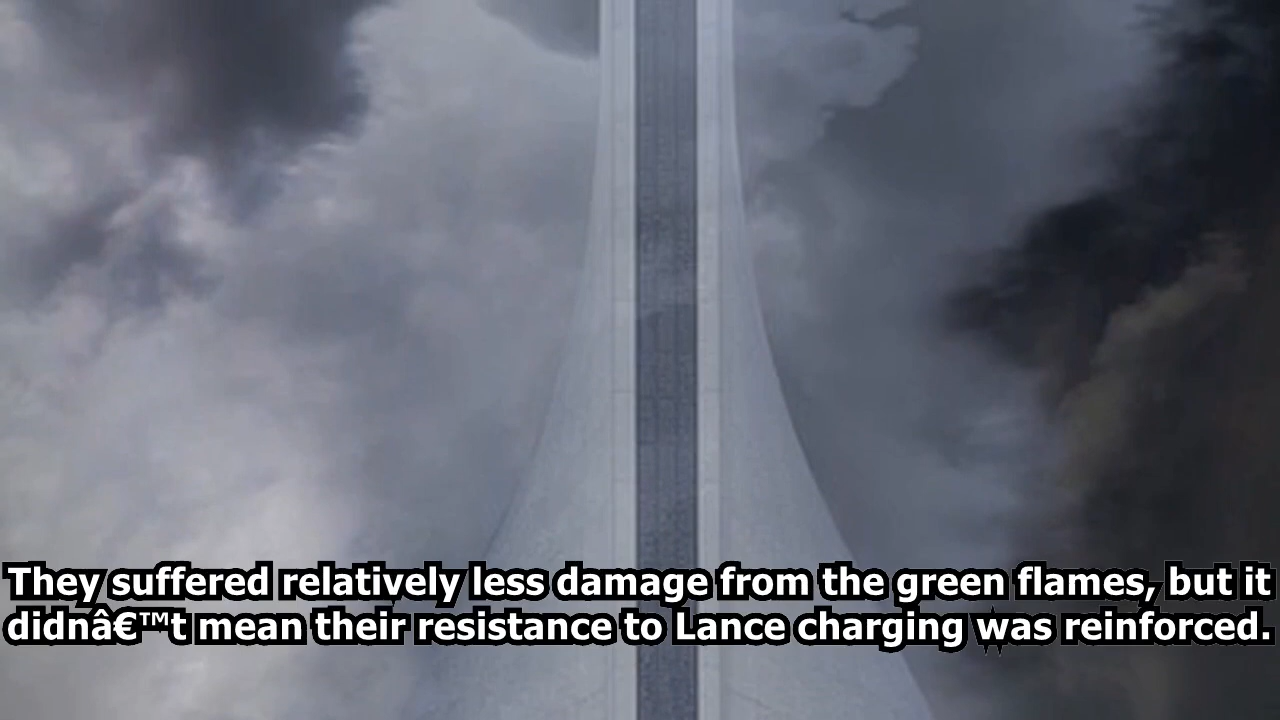 They suffered relatively less damage from the green flames, but it
didnâ€™t mean their resistance to Lance charging was reinforced.